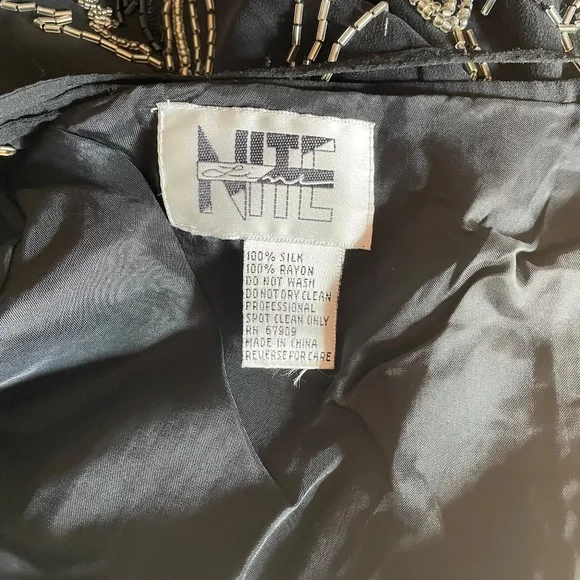 NITE
Line
100% SILK
100% RAYON
DO NOT WASH
DO NOT DRY CLEAN
PROFESSIONAL
SPOT CLEAN ONLY
RN 67909
MADE IN CHINA
REVERSE FOR CARE